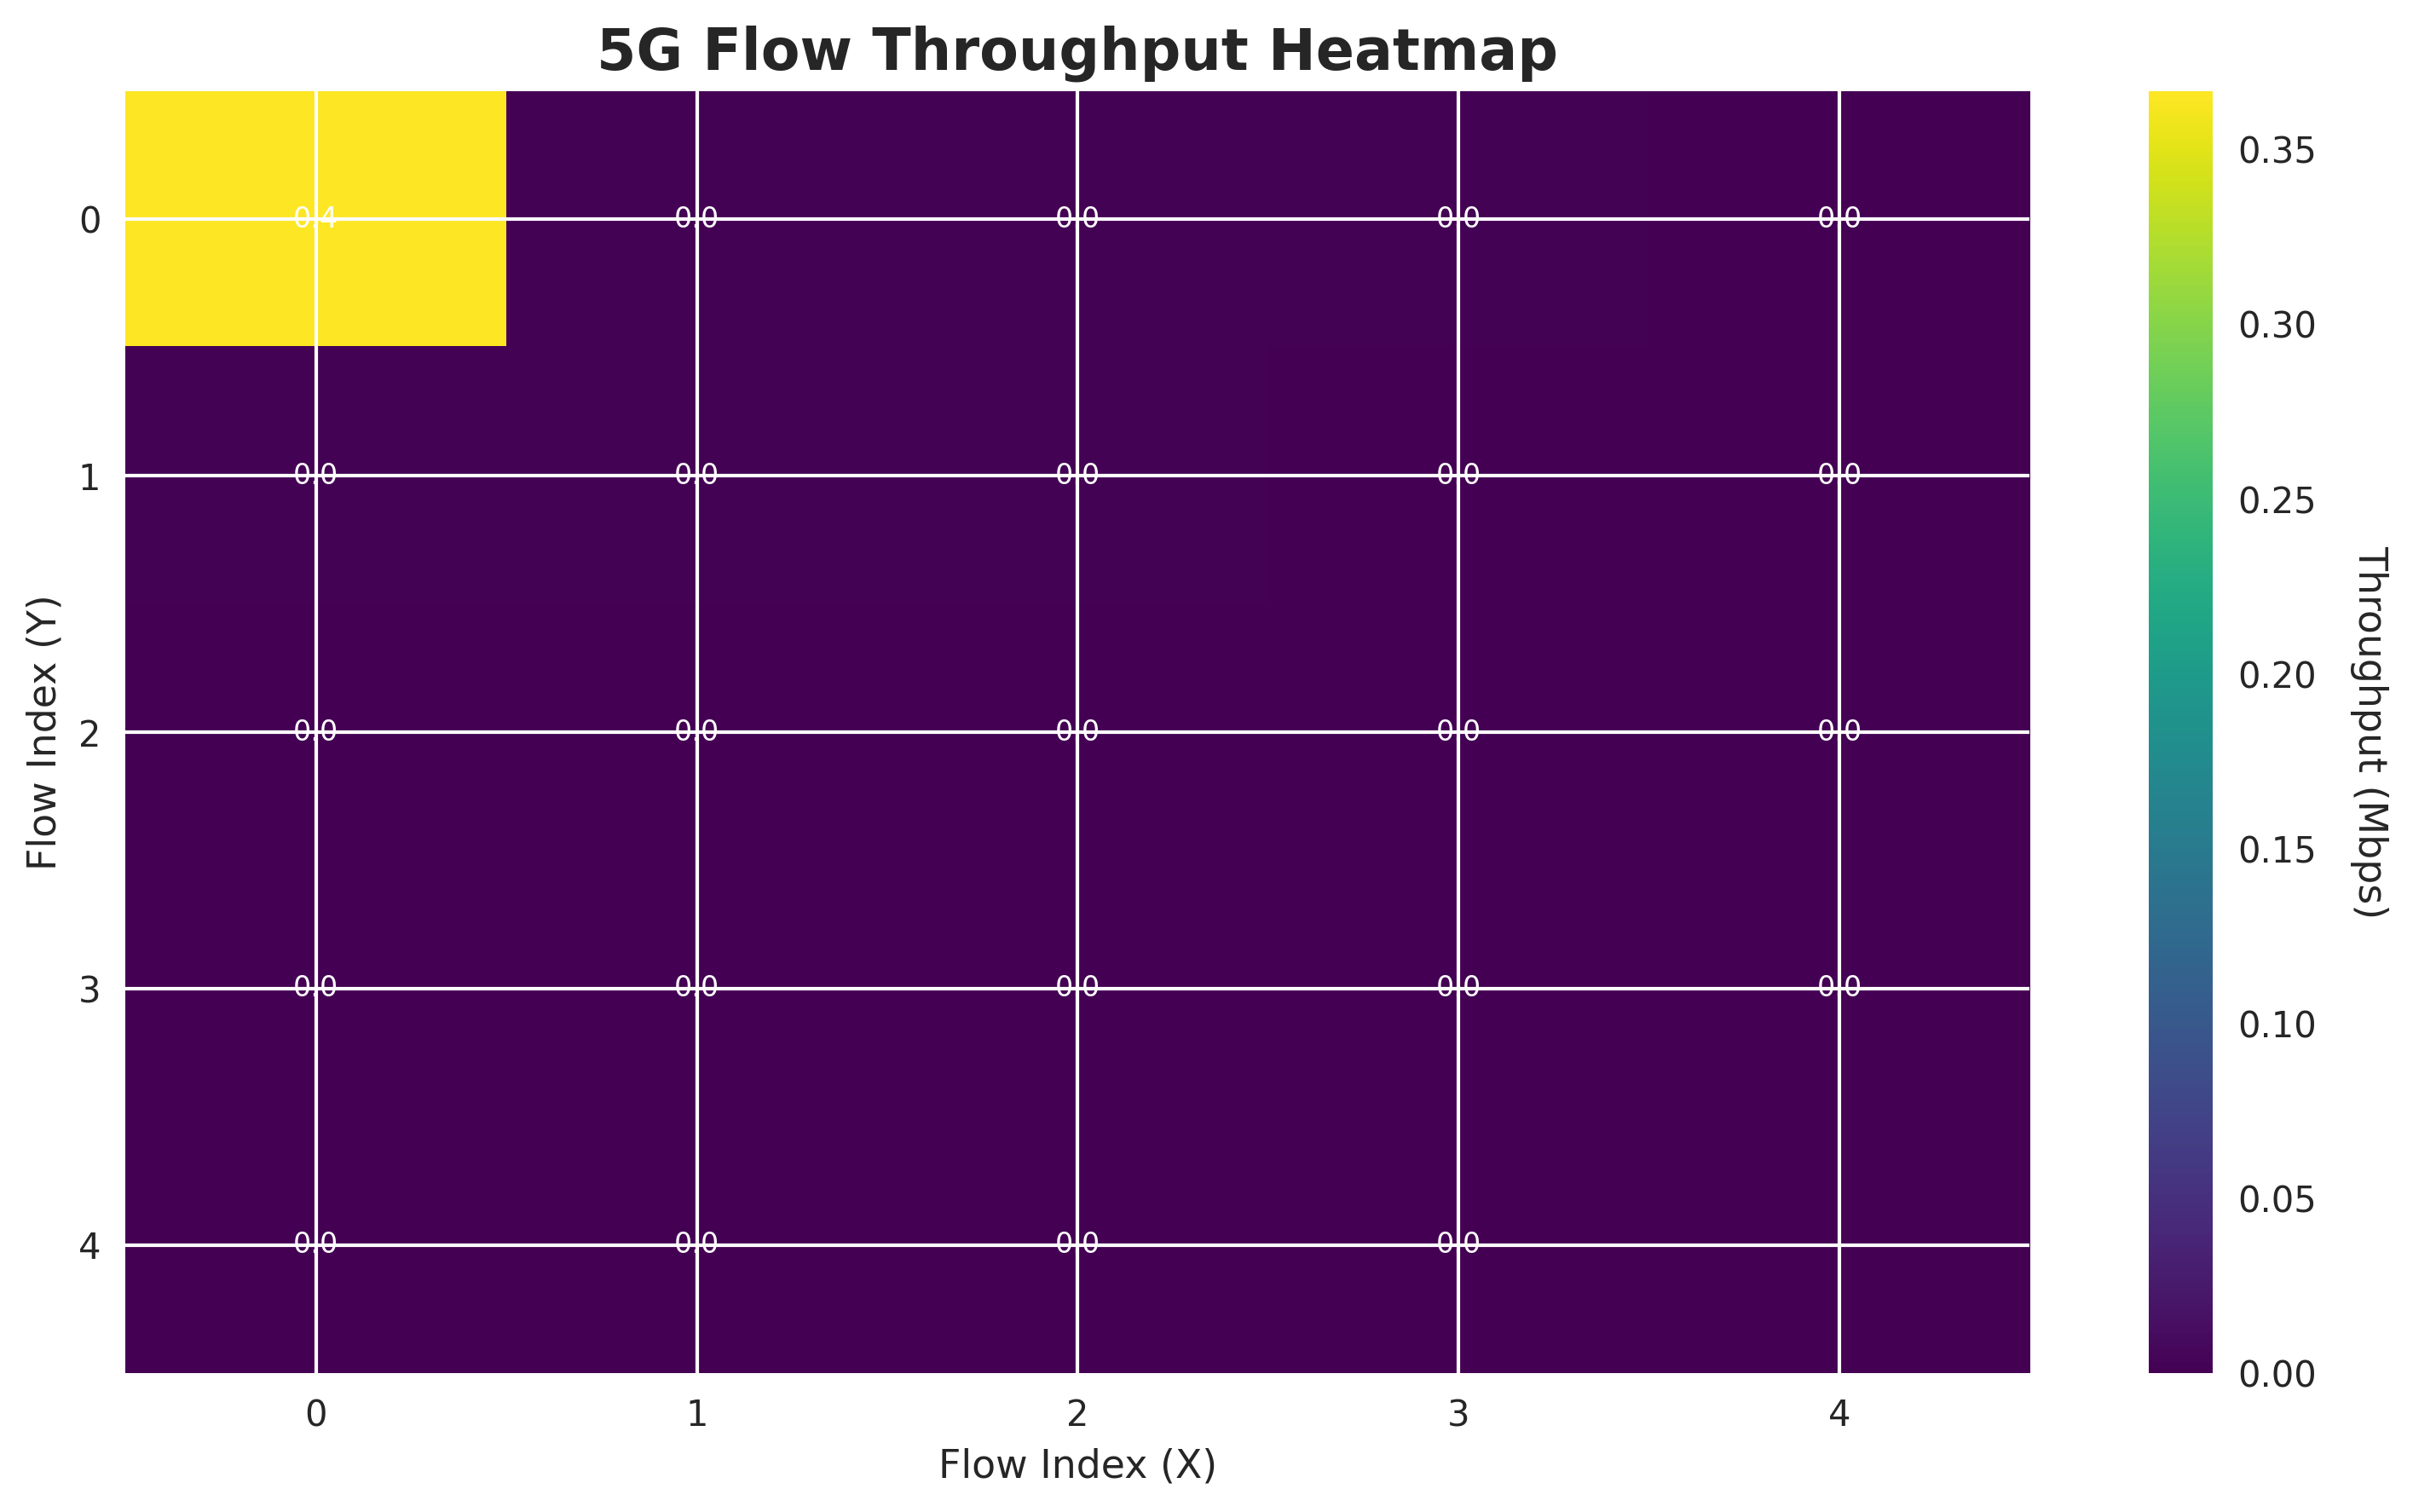 5G Flow Throughput Heatmap
0 0.4 0.0 0.0 0.0 0.0
1 0.0 0.0 0.0 0.0 0.0
2 0.0 0.0 0.0 0.0 0.0
3 0.0 0.0 0.0 0.0 0.0
4 0.0 0.0 0.0 0.0
0 1 2 3 4
Flow Index (X)
Flow Index (Y)
0.35
0.30
0.25
0.20
0.15
0.10
0.05
0.00
Throughput (Mbps)